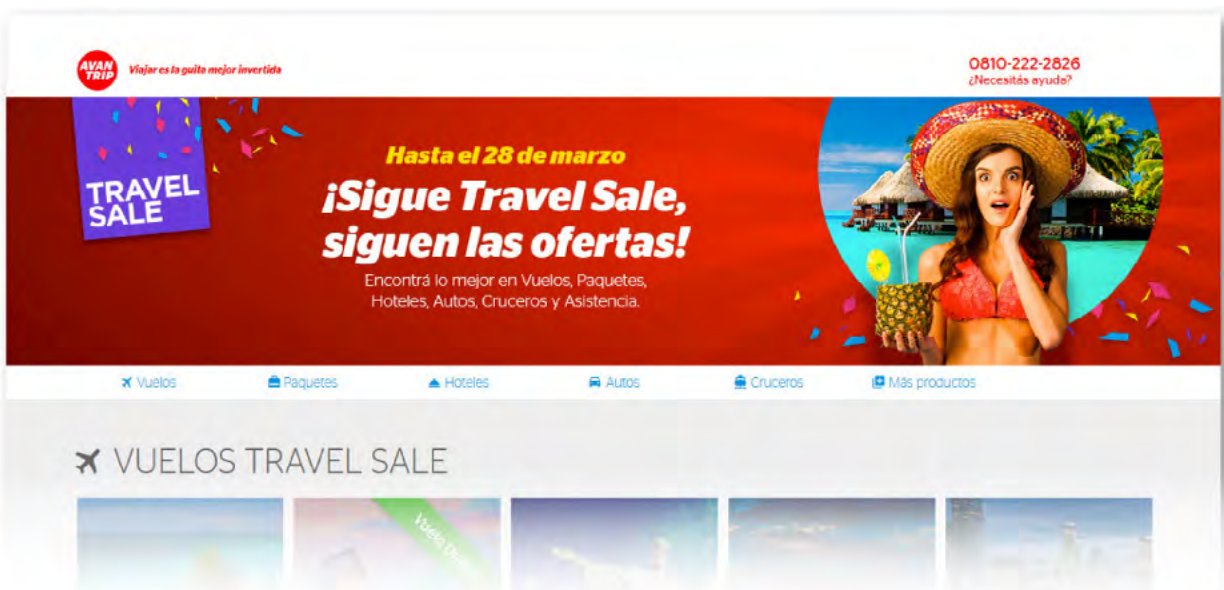 AVAN
TRIP
Viajar es la guita mejor invertida
0810-222-2826
¿Necesitás ayuda?
TRAVEL
SALE
Hasta el 28 de marzo
¡Sigue Travel Sale,
siguen las ofertas!
Encontrá lo mejor en Vuelos, Paquetes,
Hoteles, Autos, Cruceros y Asistencia.
Vuelos
Paquetes
Hoteles
Autos
Cruceros
Más productos
VUELOS TRAVEL SALE
Vuela